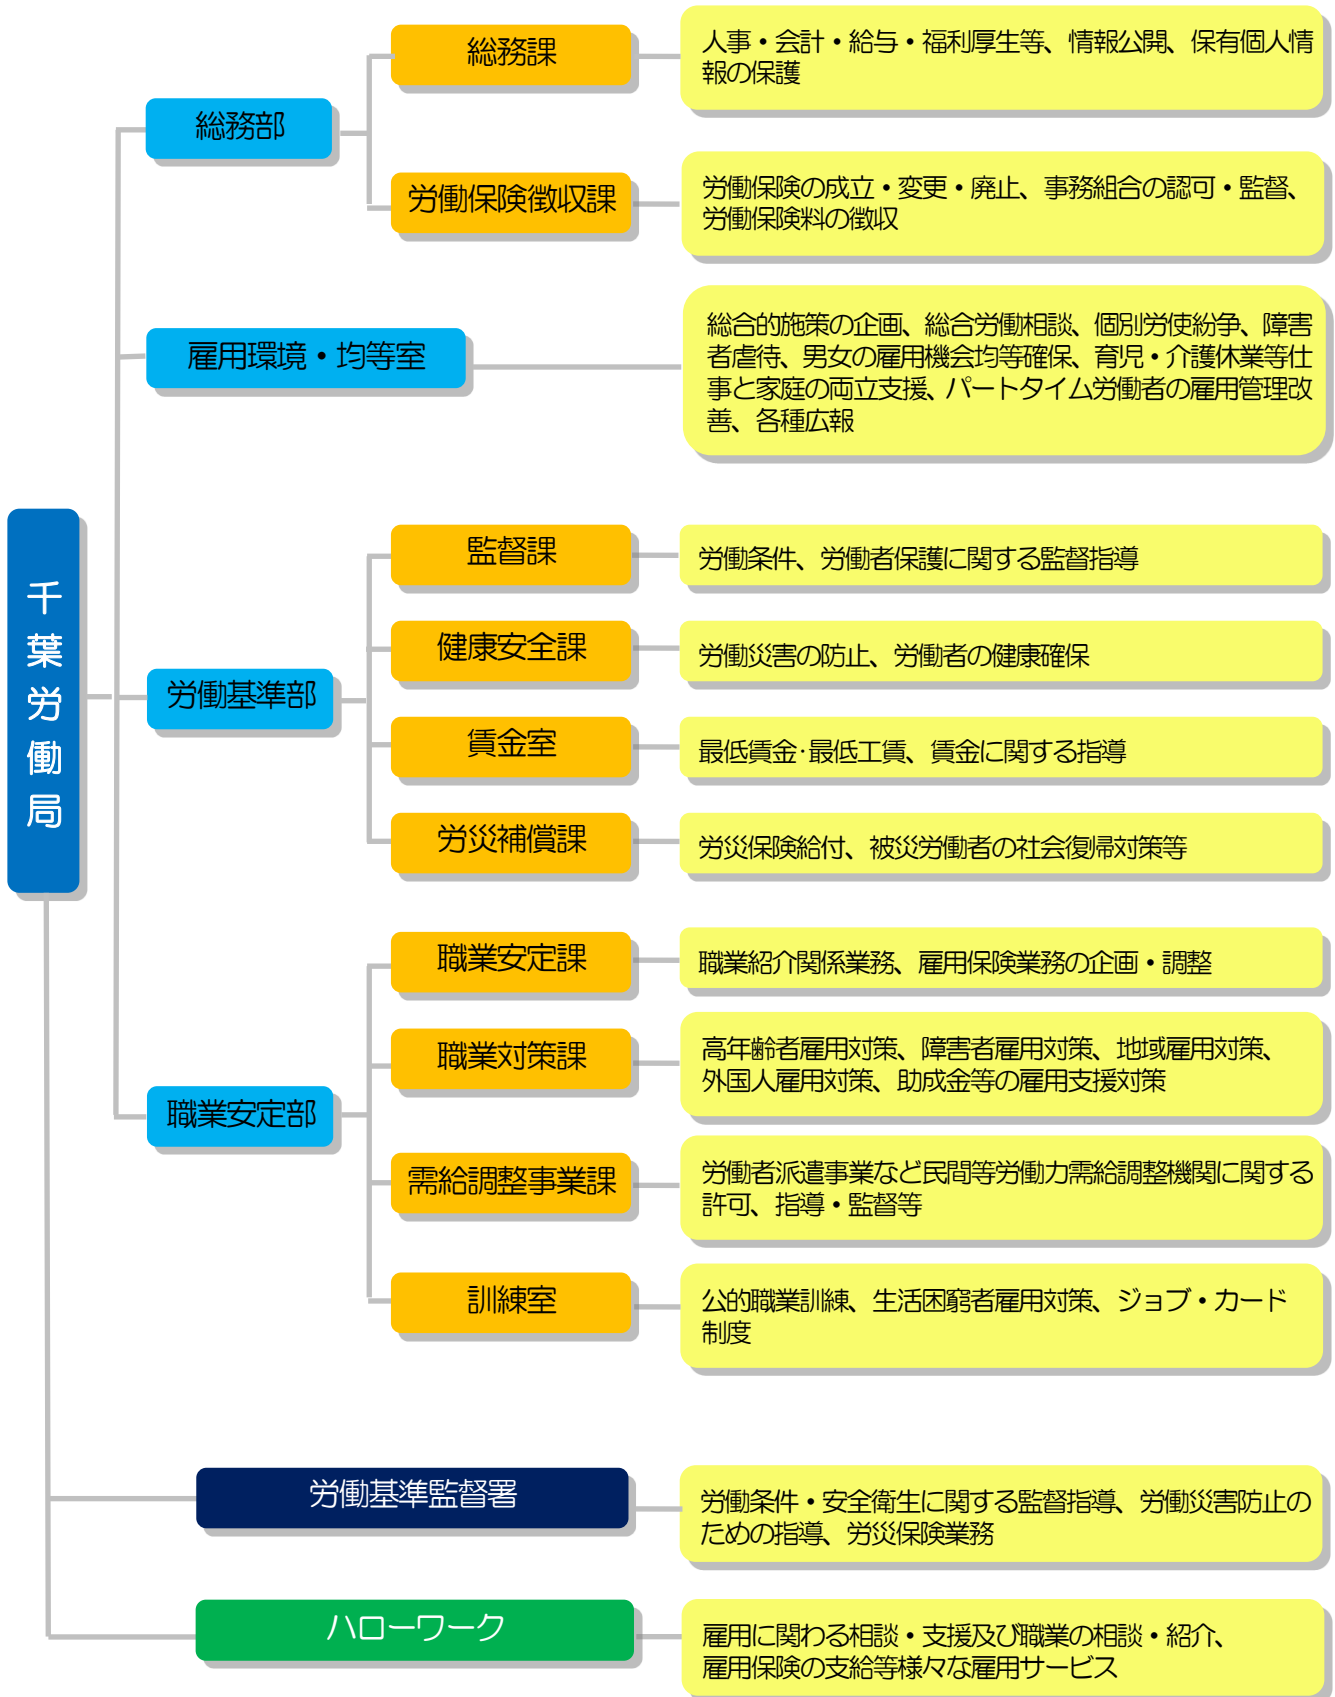 千葉労働局
総務部
総務課
人事・会計・給与・福利厚生等、情報公開、保有個人情
報の保護
労働保険徴収課
労働保険の成立・変更・廃止、事務組合の認可・監督、
労働保険料の徴収
雇用環境・均等室
総合的施策の企画、総合労働相談、個別労使紛争、障害
者虐待、男女の雇用機会均等確保、育児・介護休業等仕
事と家庭の両立支援、パートタイム労働者の雇用管理改
善、各種広報
労働基準部
監督課
労働条件、労働者保護に関する監督指導
健康安全課
労働災害の防止、労働者の健康確保
賃金室
最低賃金・最低工賃、賃金に関する指導
労災補償課
労災保険給付、被災労働者の社会復帰対策等
職業安定部
職業安定課
職業紹介関係業務、雇用保険業務の企画・調整
職業対策課
高年齢者雇用対策、障害者雇用対策、地域雇用対策、
外国人雇用対策、助成金等の雇用支援対策
需給調整事業課
労働者派遣事業など民間等労働力需給調整機関に関する
許可、指導・監督等
訓練室
公的職業訓練、生活困窮者雇用対策、ジョブ・カード
制度
労働基準監督署
労働条件・安全衛生に関する監督指導、労働災害防止の
ための指導、労災保険業務
ハローワーク
雇用に関わる相談・支援及び職業の相談・紹介、
雇用保険の支給等様々な雇用サービス